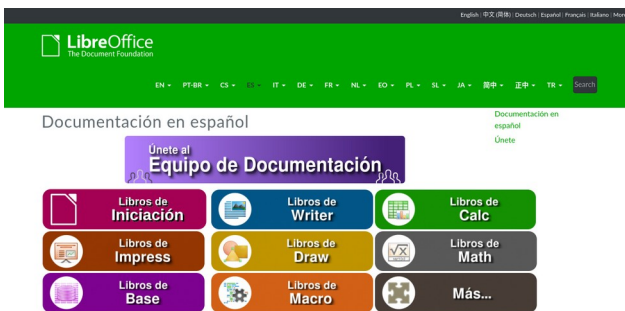 English | 中文 (简体) | Deutsch | Español | Français | Italiano | More
LibreOffice
The Document Foundation
EN PT-BR CS ES IT DE FR NL EO PL SL JA 简中 正中 TR Search
Documentación en español
Documentación en
español
Únete
Únete al
Equipo de Documentación
Libros de
Iniciación
Libros de
Writer
Libros de
Calc
Libros de
Impress
Libros de
Draw
Libros de
Math
Libros de
Base
Libros de
Macro
Más...